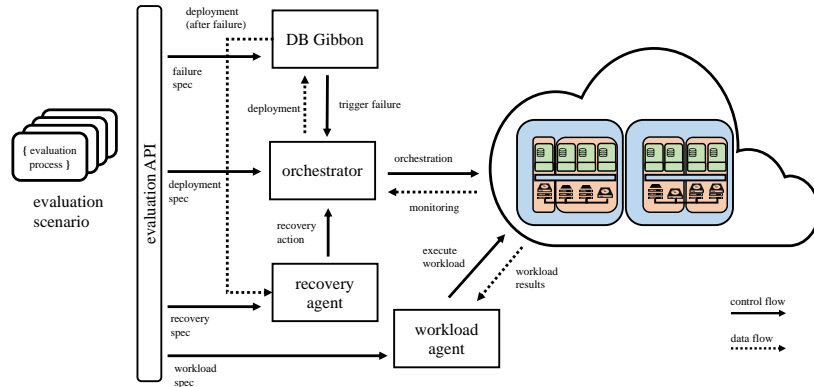 deployment
(after failure)
DB Gibbon
failure
spec
deployment
trigger failure
{ evaluation
process }
evaluation
scenario
evaluation API
orchestrator
deployment
spec
orchestration
monitoring
recovery
action
execute
workload
workload
results
recovery
agent
recovery
spec
workload
agent
workload
spec
control flow
data flow